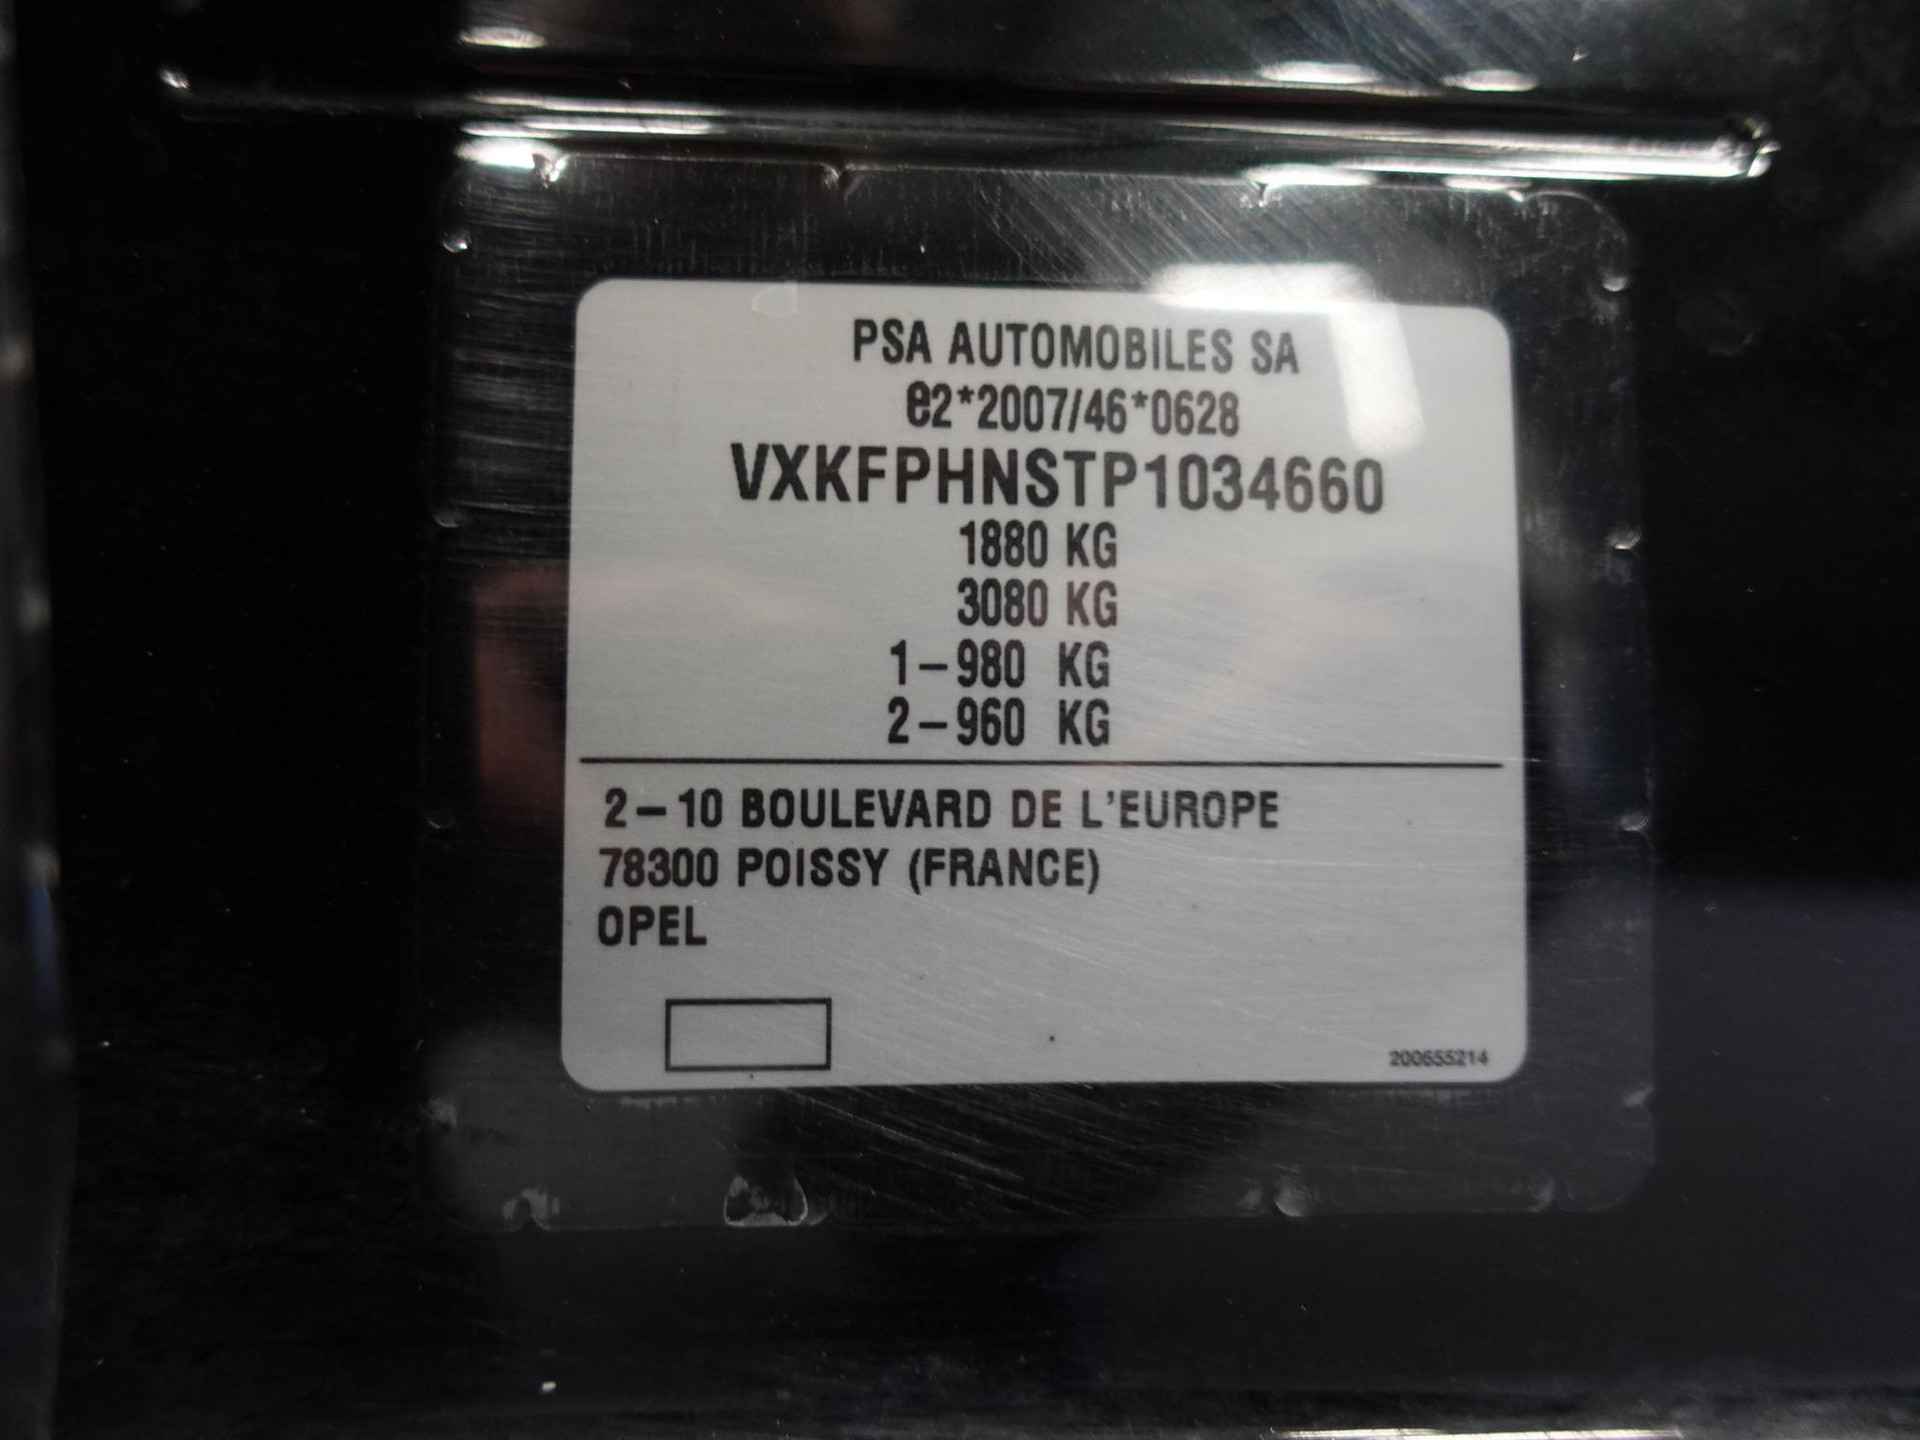 PSA AUTOMOBILES SA
e2*2007/46*0628
VXKFPHNSTP1034660
1880 KG
3080 KG
1-980 KG
2-960 KG
2-10 BOULEVARD DE L'EUROPE
78300 POISSY (FRANCE)
OPEL
200655214